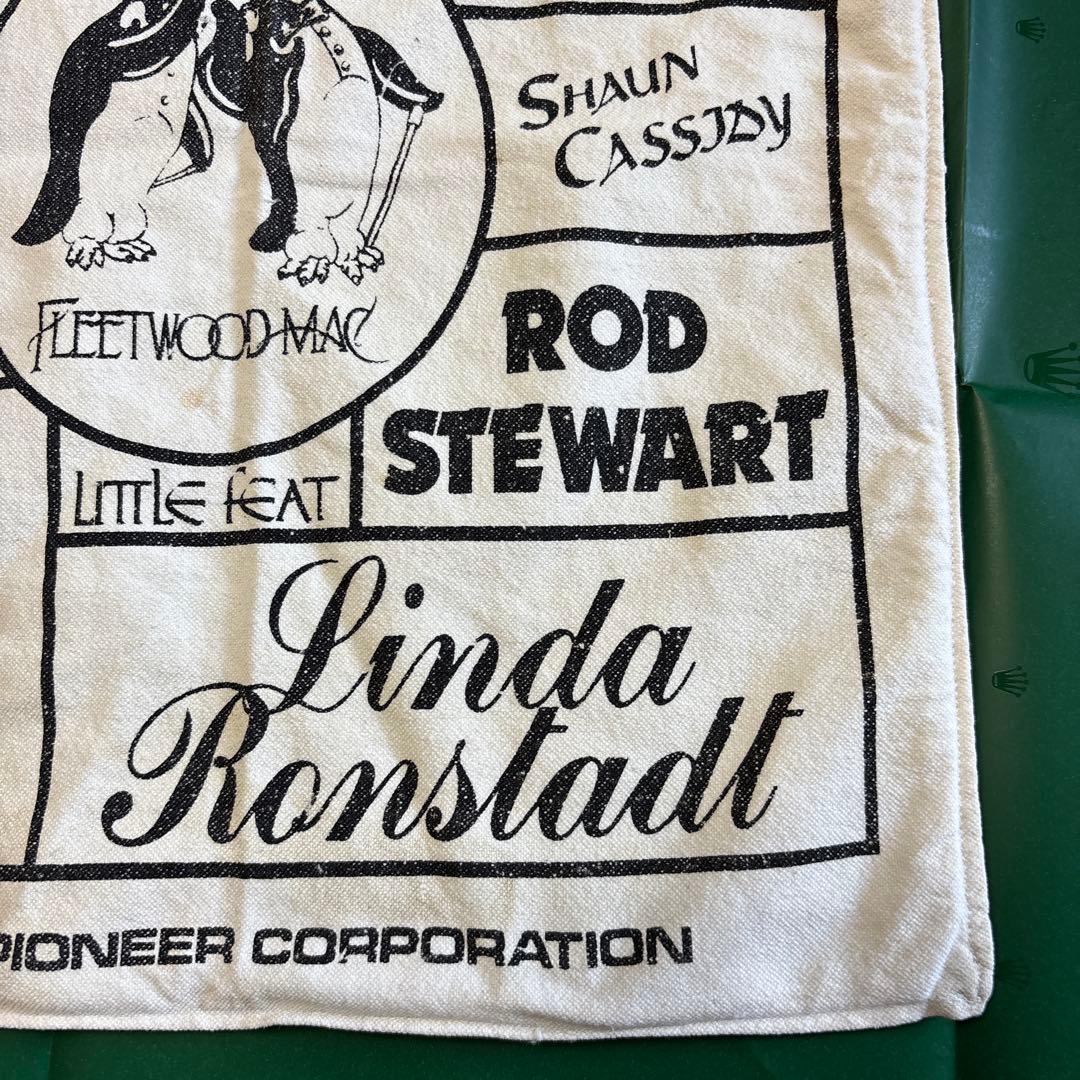 SHAUN
CASSIDY
FLEETWOOD MAC
ROD
STEWART
LITTLE FEAT
Linda
Ronstadt
PIONEER CORPORATION